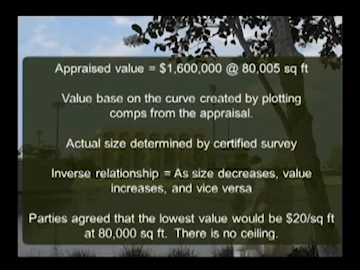 Appraised value = $1,600,000 @ 80,005 sq ft
Value base on the curve created by plotting
comps from the appraisal.
Actual size determined by certified survey
Inverse relationship = As size decreases, value
increases, and vice versa
Parties agreed that the lowest value would be $20/sq ft
at 80,000 sq ft. There is no ceiling.